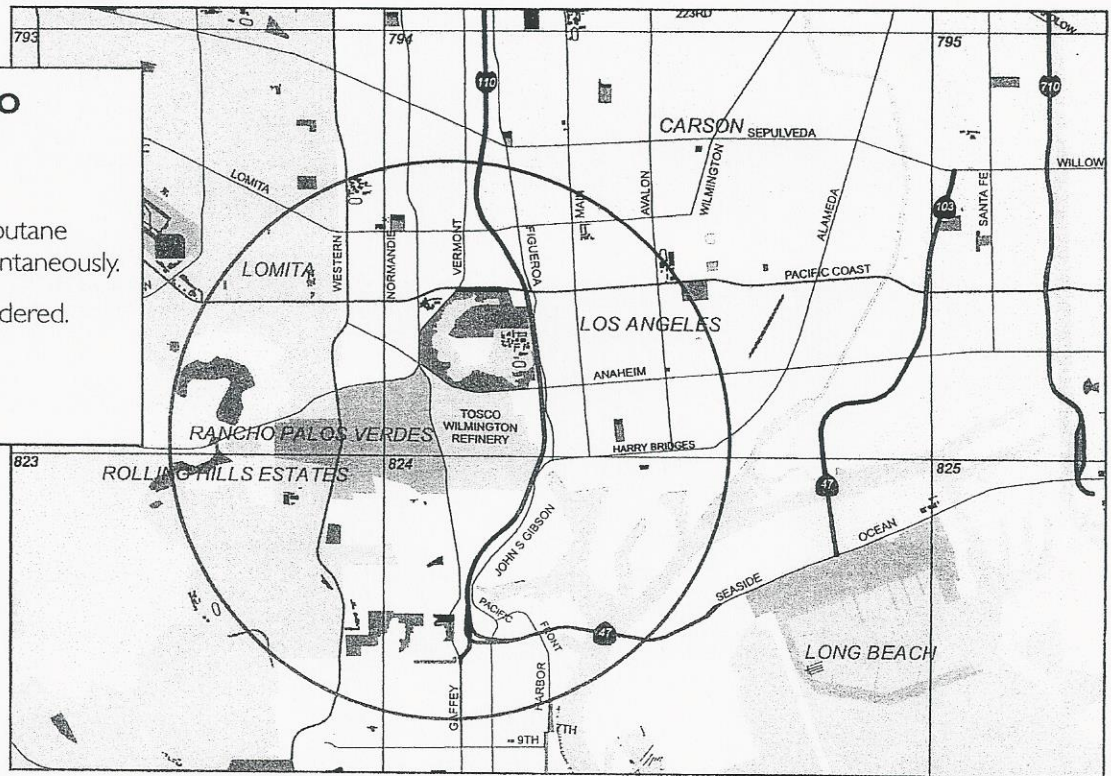 223RD
793
794
795
110
710
CARSON
SEPULVEDA
LOMITA
WILLOW
103
butane
ntaneously.
dered.
MAIN
AVALON
WILMINGTON
ALAMEDA
SANTA FE
LOMITA
WESTERN
NORMANDIE
VERMONT
FIGUEROA
PACIFIC COAST
LOS ANGELES
ANAHEIM
TOSCO
WILMINGTON
REFINERY
RANCHO PALOS VERDES
HARRY BRIDGES
823
824
825
ROLLING HILLS ESTATES
47
OCEAN
JOHN S GIBSON
SEASIDE
PACIFIC
FRONT
47
LONG BEACH
GAFFEY
HARBOR
9TH